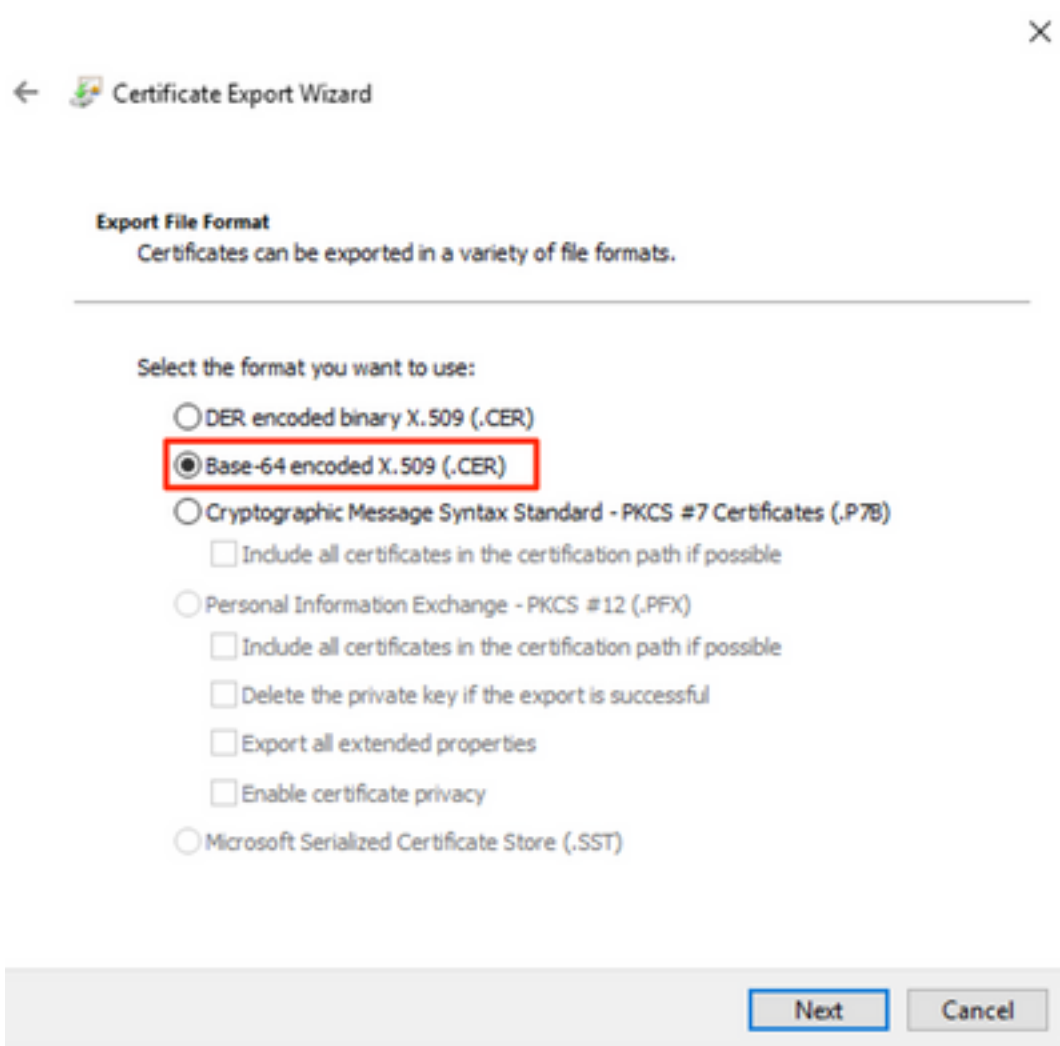 Certificate Export Wizard
Export File Format
Certificates can be exported in a variety of file formats.
Select the format you want to use:
DER encoded binary X.509 (.CER)
Base-64 encoded X.509 (.CER)
Cryptographic Message Syntax Standard - PKCS #7 Certificates (.P7B)
Include all certificates in the certification path if possible
Personal Information Exchange - PKCS #12 (.PFX)
Include all certificates in the certification path if possible
Delete the private key if the export is successful
Export all extended properties
Enable certificate privacy
Microsoft Serialized Certificate Store (.SST)
Next Cancel